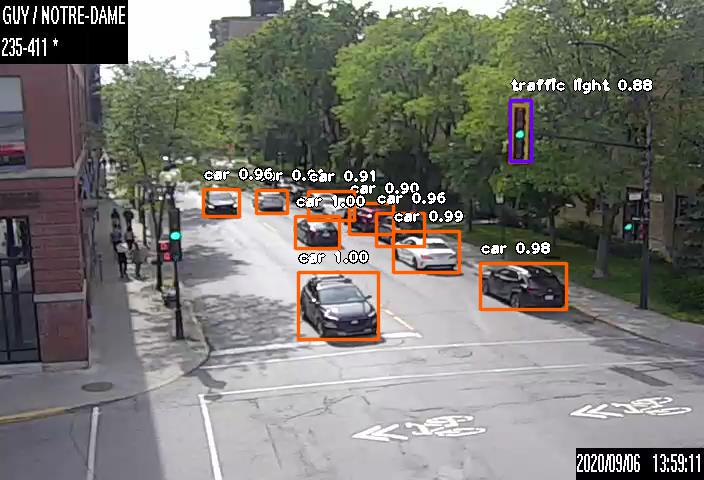 GUY / NOTRE-DAME
235-411 *
traffic light 0.88
car 0.96
car 0.91
car 0.90
car 1.00
car 0.96
car 0.99
car 0.98
car 1.00
2020/09/06 13:59:11